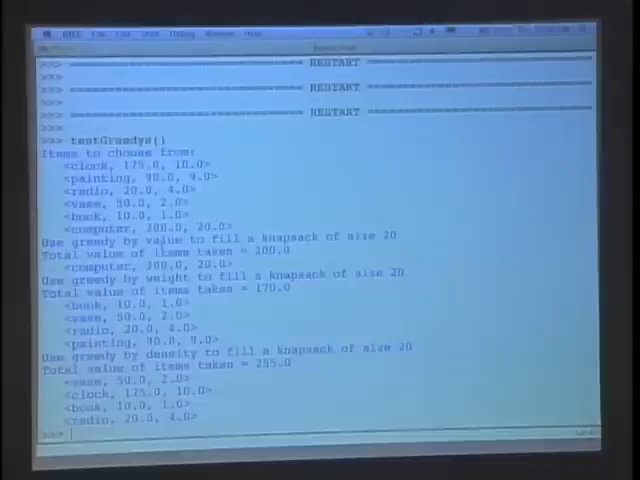 >>> ================================ RESTART ================================
>>>
>>> ================================ RESTART ================================
>>>
>>> ================================ RESTART ================================
>>>
>>> testGreedys()
Items to choose from:
<clock, 175.0, 10.0>
<painting, 90.0, 9.0>
<radio, 20.0, 4.0>
<vase, 50.0, 2.0>
<book, 10.0, 1.0>
<computer, 200.0, 20.0>
Use greedy by value to fill a knapsack of size 20
Total value of items taken = 200.0
<computer, 200.0, 20.0>
Use greedy by weight to fill a knapsack of size 20
Total value of items taken = 170.0
<book, 10.0, 1.0>
<vase, 50.0, 2.0>
<radio, 20.0, 4.0>
<painting, 90.0, 9.0>
Use greedy by density to fill a knapsack of size 20
Total value of items taken = 255.0
<vase, 50.0, 2.0>
<clock, 175.0, 10.0>
<book, 10.0, 1.0>
<radio, 20.0, 4.0>
>>>